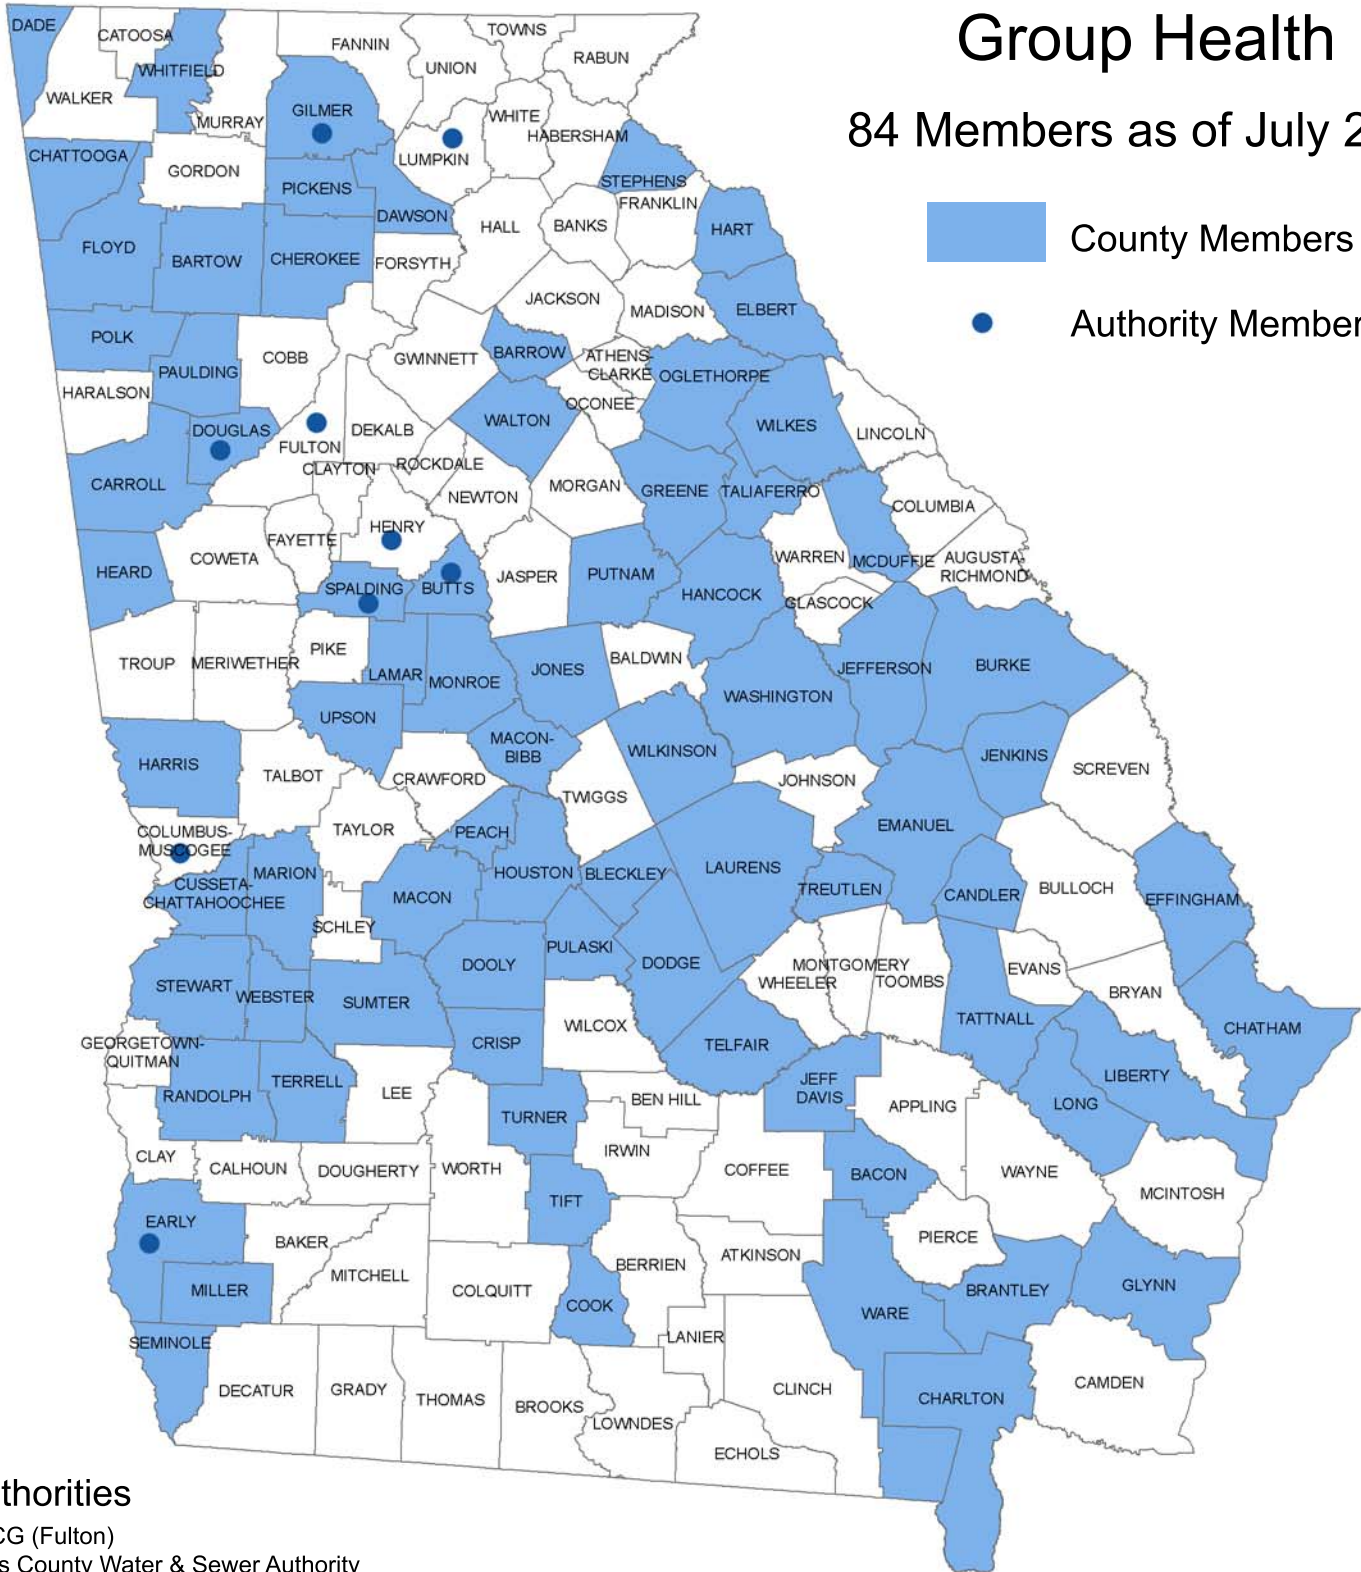 Group Health
84 Members as of July 2
County Members
Authority Member
DADE
CATOOSA
WHITFIELD
WALKER
MURRAY
FANNIN
GILMER
UNION
TOWNS
RABUN
WHITE
HABERSHAM
LUMPKIN
STEPHENS
CHATTOOGA
GORDON
PICKENS
DAWSON
HALL
BANKS
FRANKLIN
HART
FLOYD
BARTOW
CHEROKEE
FORSYTH
JACKSON
MADISON
ELBERT
POLK
PAULDING
COBB
GWINNETT
BARROW
ATHENS-
CLARKE
OGLETHORPE
HARALSON
DOUGLAS
FULTON
DEKALB
WALTON
OCONEE
WILKES
LINCOLN
CARROLL
CLAYTON
ROCKDALE
NEWTON
MORGAN
GREENE
TALIAFERRO
COLUMBIA
COWETA
FAYETTE
HENRY
HEARD
SPALDING
BUTTS
JASPER
PUTNAM
HANCOCK
WARREN
MCDUFFIE
AUGUSTA-
RICHMOND
GLASCOCK
TROUP
MERIWETHER
PIKE
LAMAR
MONROE
JONES
BALDWIN
WASHINGTON
JEFFERSON
BURKE
UPSON
HARRIS
TALBOT
CRAWFORD
MACON-
BIBB
WILKINSON
TWIGGS
JOHNSON
JENKINS
SCREVEN
COLUMBUS-
MUSCOGEE
TAYLOR
PEACH
EMANUEL
CUSSETA-
CHATTAHOOCHEE
MARION
MACON
HOUSTON
BLECKLEY
LAURENS
TREUTLEN
CANDLER
BULLOCH
EFFINGHAM
SCHLEY
DOOLY
PULASKI
DODGE
WHEELER
MONTGOMERY
TOOMBS
EVANS
BRYAN
STEWART
WEBSTER
SUMTER
CRISP
WILCOX
TELFAIR
TATTNALL
CHATHAM
GEORGETOWN-
QUITMAN
RANDOLPH
TERRELL
LEE
TURNER
BEN HILL
JEFF
DAVIS
APPLING
LONG
LIBERTY
CLAY
CALHOUN
DOUGHERTY
WORTH
IRWIN
COFFEE
BACON
WAYNE
MCINTOSH
TIFT
EARLY
BAKER
MITCHELL
MILLER
COLQUITT
COOK
BERRIEN
ATKINSON
PIERCE
BRANTLEY
GLYNN
WARE
SEMINOLE
DECATUR
GRADY
THOMAS
BROOKS
LOWNDES
LANIER
CLINCH
ECHOLS
CHARLTON
CAMDEN
thorities
CG (Fulton)
s County Water & Sewer Authority